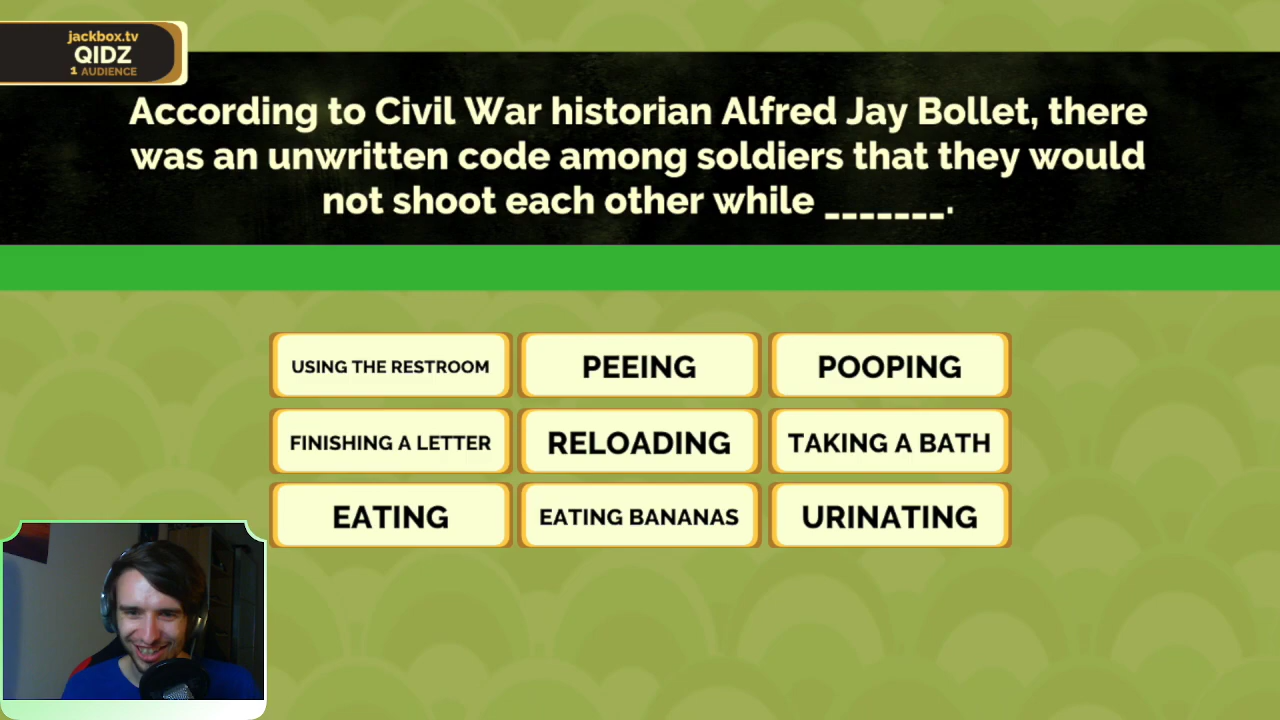 jackbox.tv
QIDZ
1 AUDIENCE
According to Civil War historian Alfred Jay Bollet, there
was an unwritten code among soldiers that they would
not shoot each other while _______.
USING THE RESTROOM
PEEING
POOPING
FINISHING A LETTER
RELOADING
TAKING A BATH
EATING
EATING BANANAS
URINATING